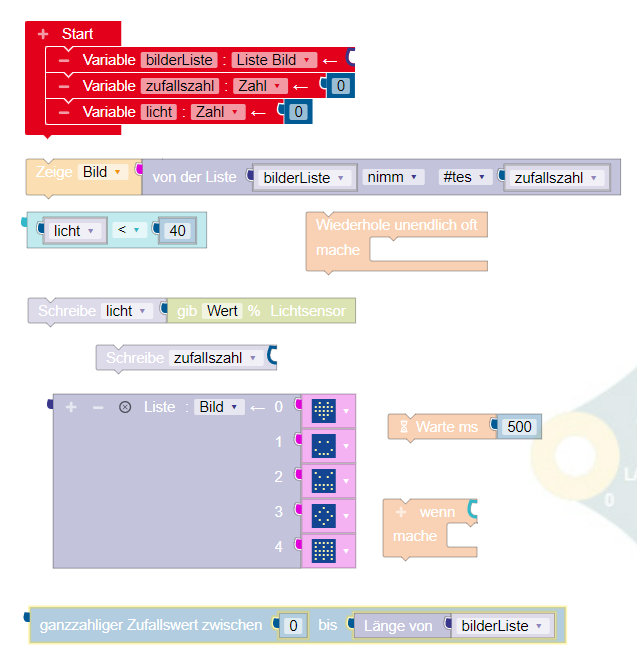 + Start
− Variable bilderListe : Liste Bild ←
− Variable zufallszahl : Zahl ← 0
− Variable licht : Zahl ← 0
Zeige Bild von der Liste bilderListe nimm #tes zufallszahl
licht < 40
Wiederhole unendlich oft
mache
Schreibe licht gib Wert % Lichtsensor
Schreibe zufallszahl
+ − Liste : Bild ← 0
1
2
3
4
Warte ms 500
+ wenn
mache
LA
0
ganzzahliger Zufallswert zwischen 0 bis Länge von bilderListe